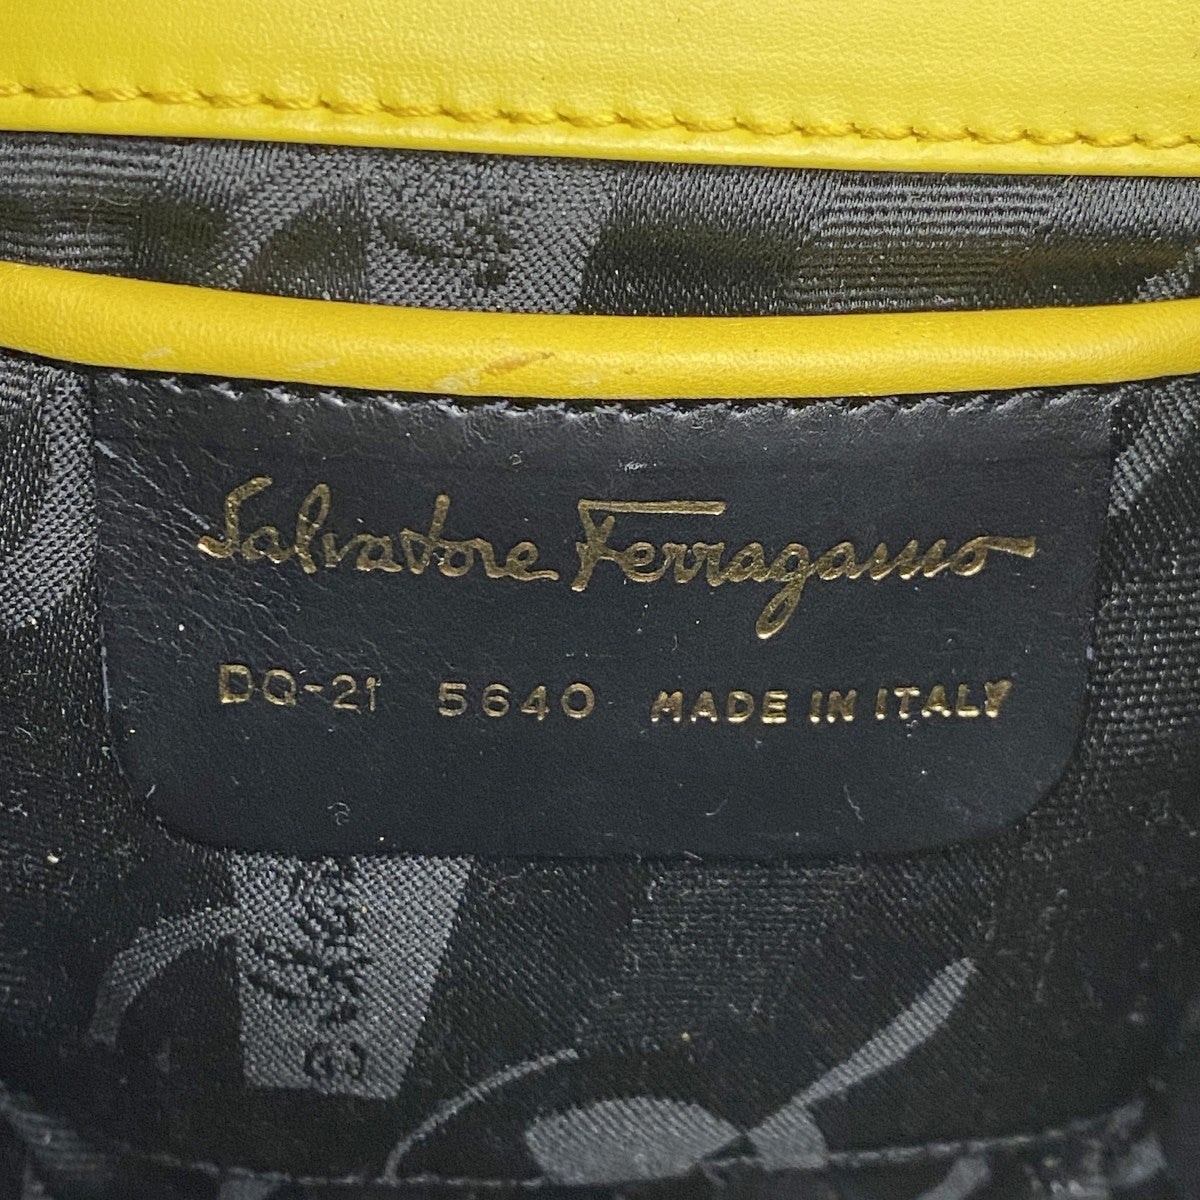 Salvatore Ferragamo
DQ-21 5640 MADE IN ITALY